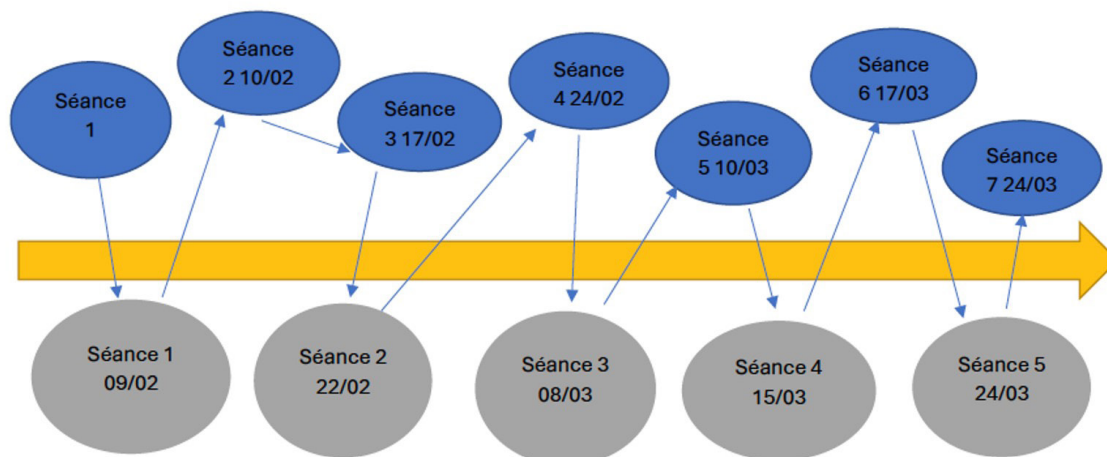 Séance
1
Séance
2 10/02
Séance
3 17/02
Séance
4 24/02
Séance
5 10/03
Séance
6 17/03
Séance
7 24/03
Séance 1
09/02
Séance 2
22/02
Séance 3
08/03
Séance 4
15/03
Séance 5
24/03